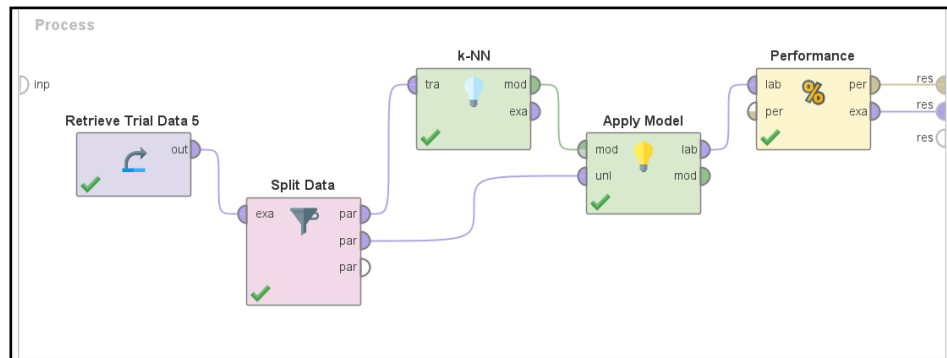 Process
inp
Retrieve Trial Data 5
out
Split Data
exa
par
par
par
k-NN
tra
mod
exa
Apply Model
mod
lab
unl
mod
Performance
%
lab
per
per
exa
res
res
res